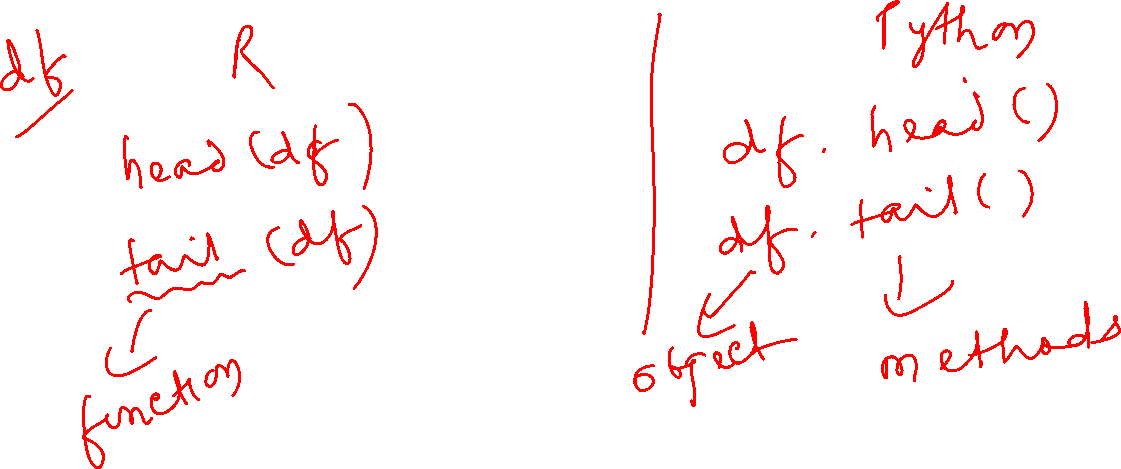 df
R
head (df)
tail (df)
function
Python
df. head ()
df. tail ()
object
methods